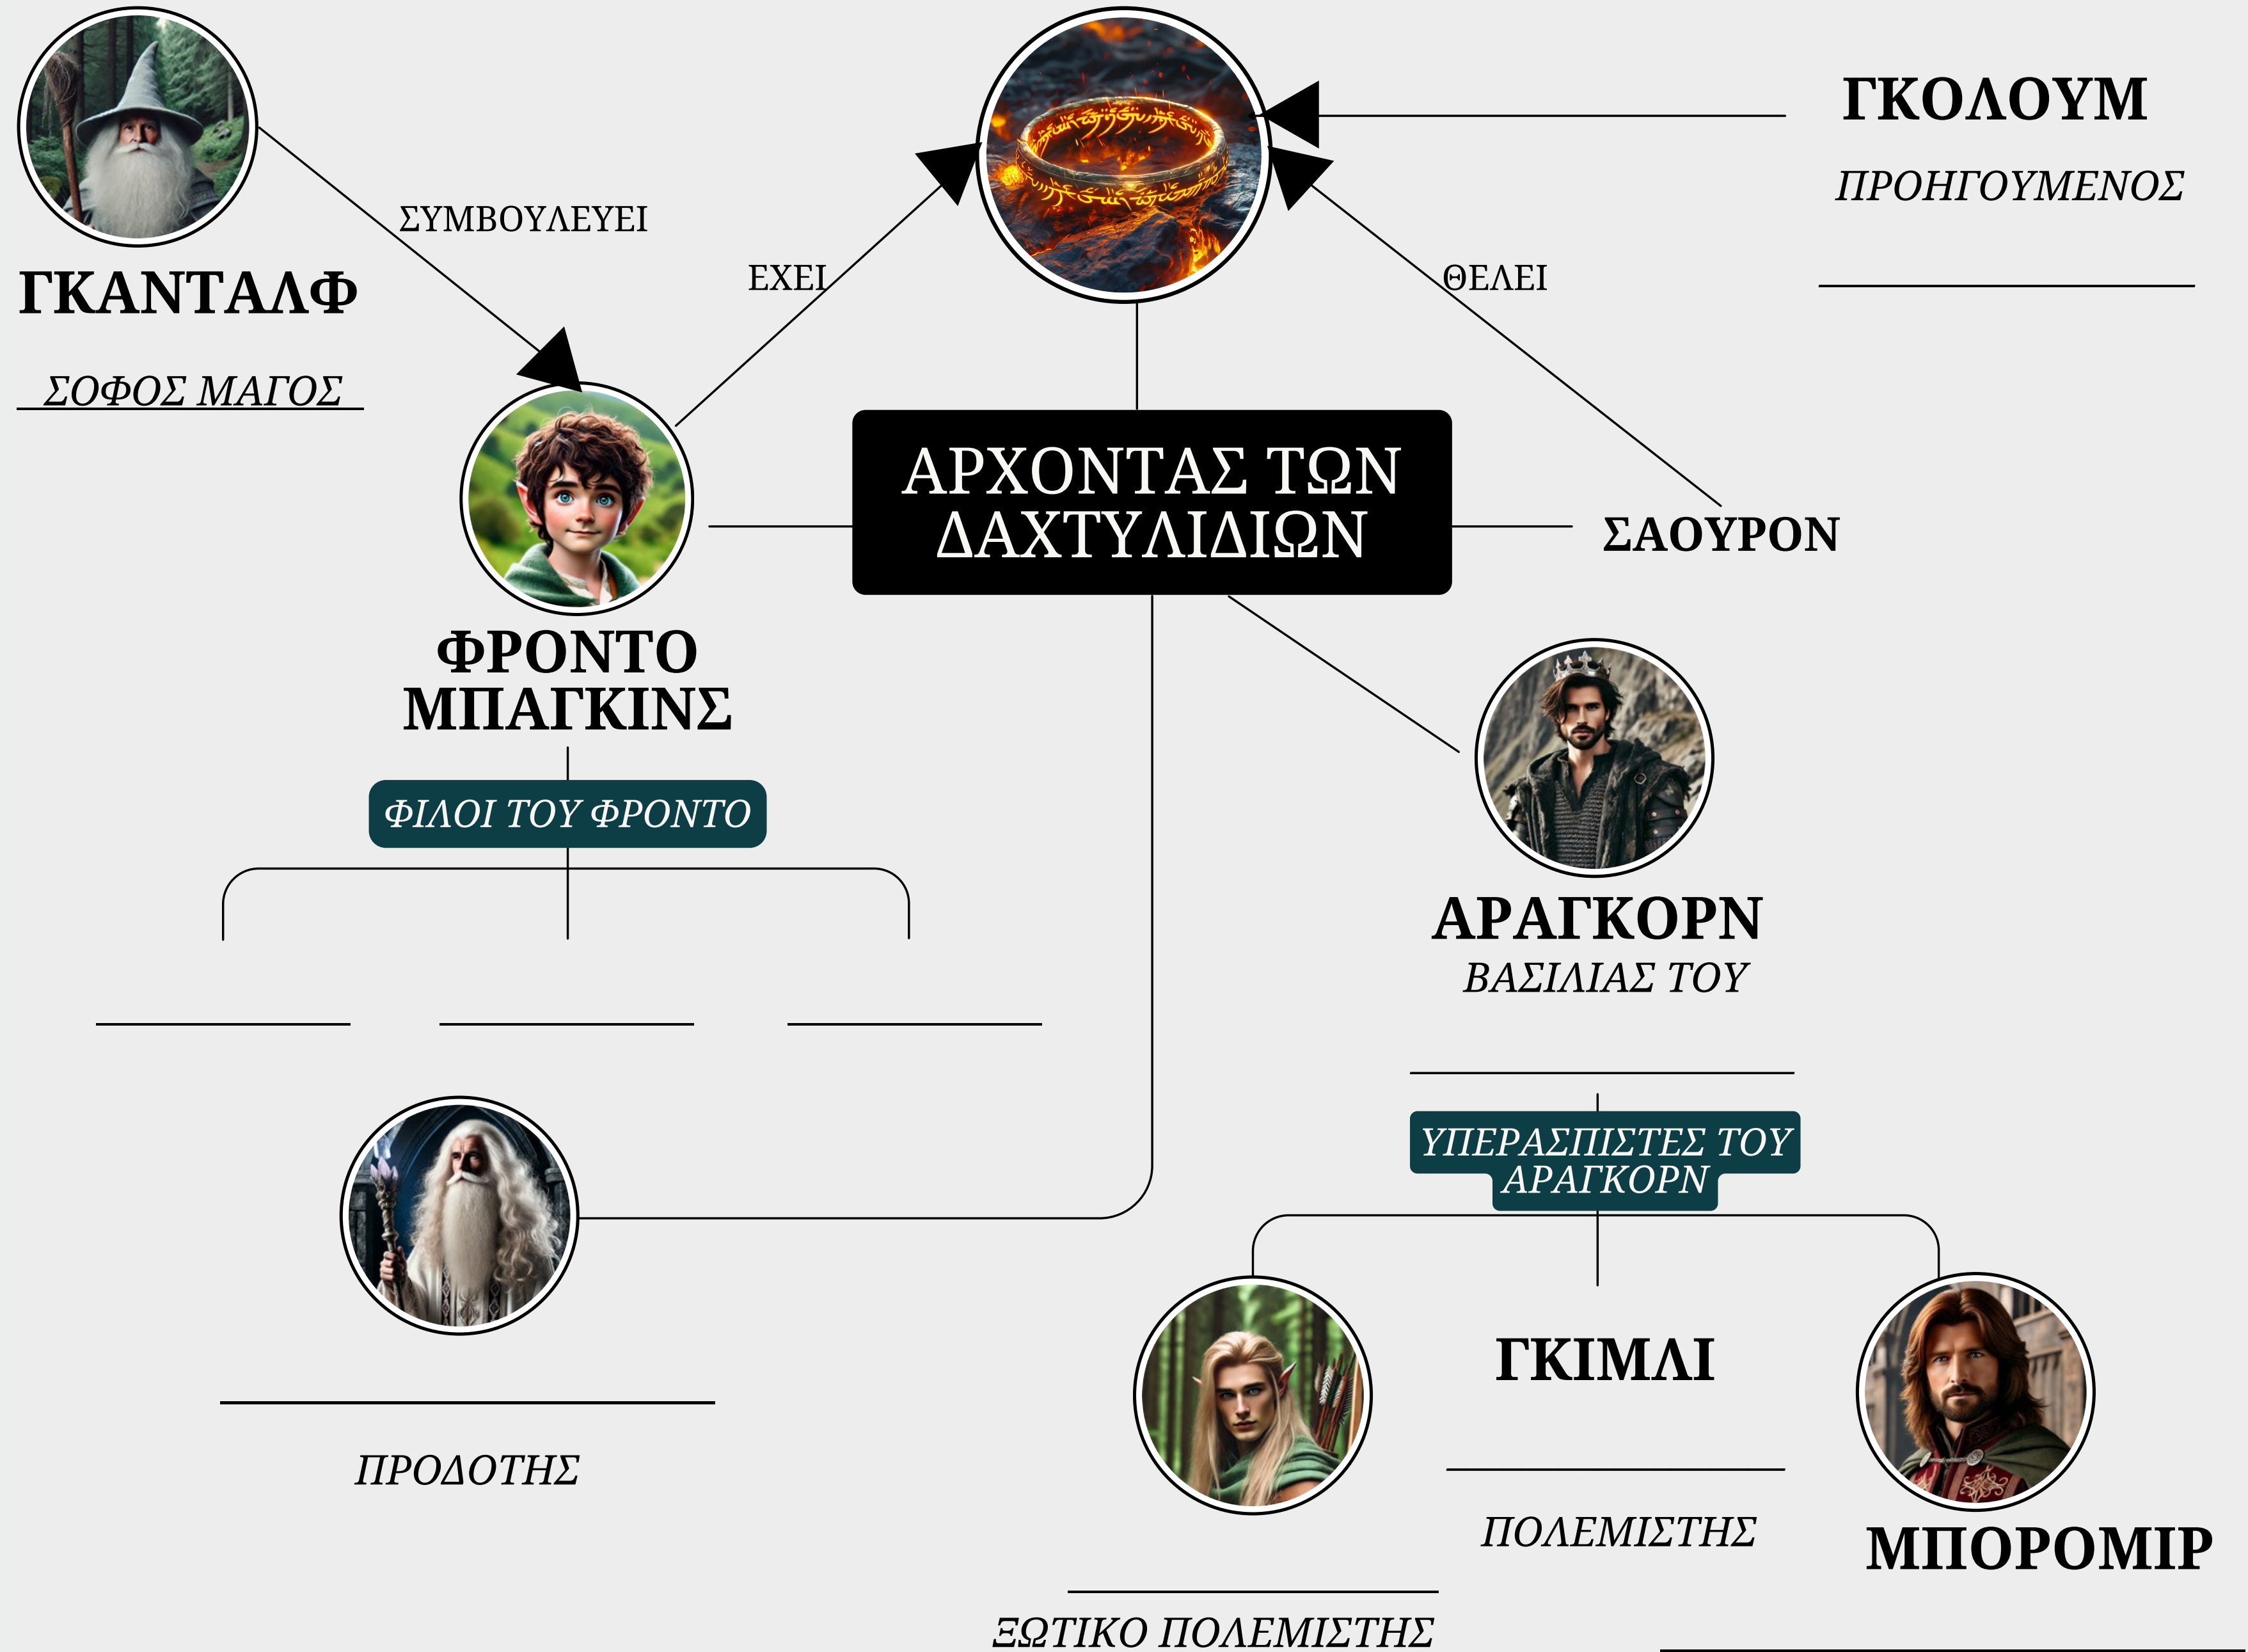 ΓΚΟΛΟΥΜ
ΠΡΟΗΓΟΥΜΕΝΟΣ
ΣΥΜΒΟΥΛΕΥΕΙ
ΕΧΕΙ
ΘΕΛΕΙ
ΓΚΑΝΤΑΛΦ
ΣΟΦΟΣ ΜΑΓΟΣ
ΑΡΧΟΝΤΑΣ ΤΩΝ
ΔΑΧΤΥΛΙΔΙΩΝ
ΣΑΟΥΡΟΝ
ΦΡΟΝΤΟ
ΜΠΑΓΚΙΝΣ
ΦΙΛΟΙ ΤΟΥ ΦΡΟΝΤΟ
ΑΡΑΓΚΟΡΝ
ΒΑΣΙΛΙΑΣ ΤΟΥ
ΥΠΕΡΑΣΠΙΣΤΕΣ ΤΟΥ
ΑΡΑΓΚΟΡΝ
ΠΡΟΔΟΤΗΣ
ΓΚΙΜΛΙ
ΠΟΛΕΜΙΣΤΗΣ
ΜΠΟΡΟΜΙΡ
ΞΩΤΙΚΟ ΠΟΛΕΜΙΣΤΗΣ